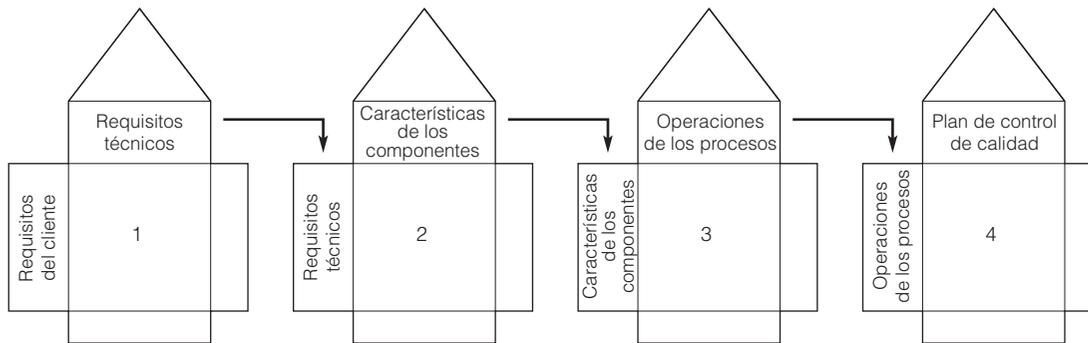 Requisitos
técnicos
Requisitos
del cliente
1
Características
de los
componentes
Requisitos
técnicos
2
Operaciones
de los procesos
Características
de los
componentes
3
Plan de control
de calidad
Operaciones
de los procesos
4